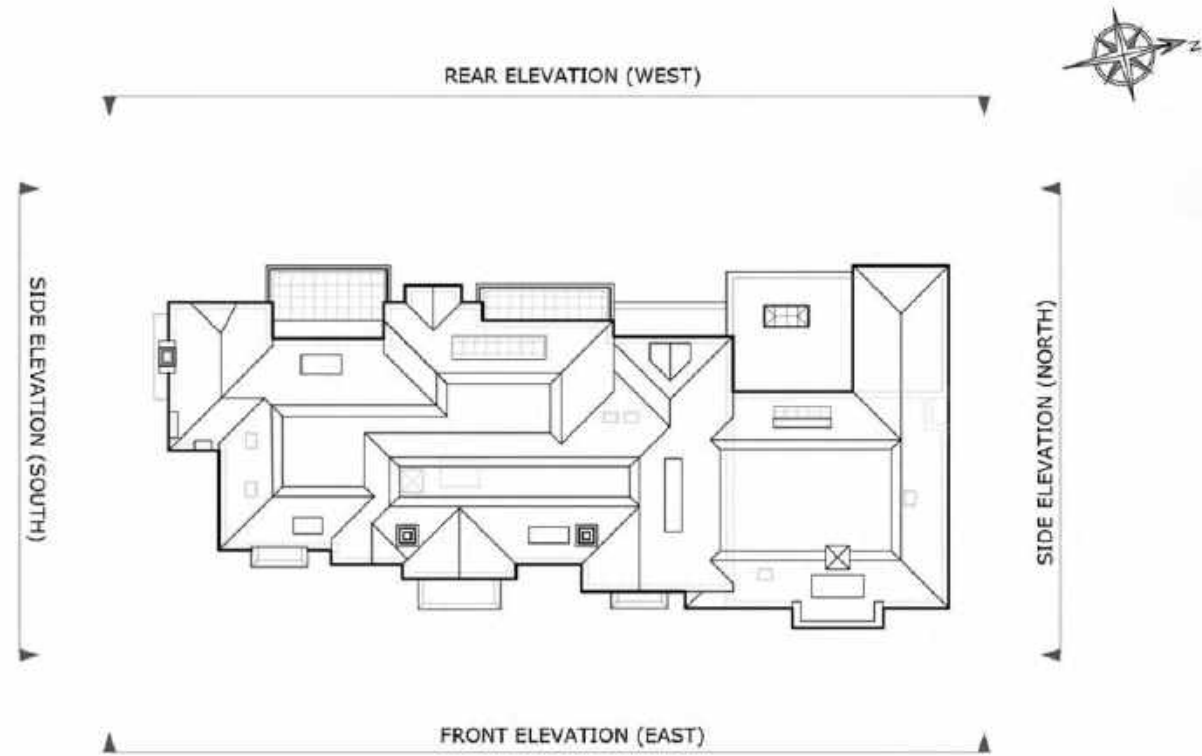 REAR ELEVATION (WEST)
N
SIDE ELEVATION (SOUTH)
SIDE ELEVATION (NORTH)
FRONT ELEVATION (EAST)